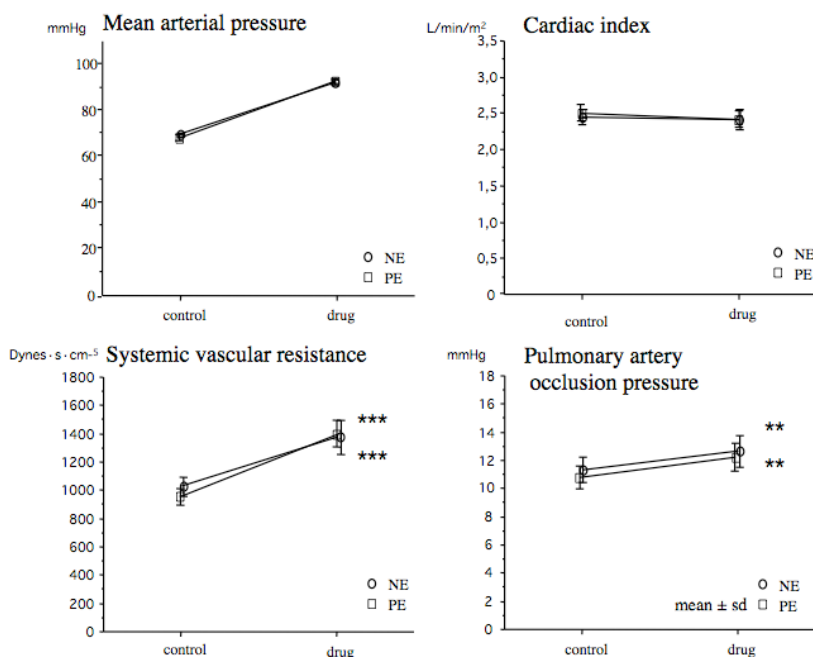 mmHg Mean arterial pressure
100
80
60
40
20
0
NE
PE
control drug
L/min/m² Cardiac index
3,5
3,0
2,5
2,0
1,5
1,0
0,5
0
NE
PE
control drug
Dynes · s · cm-5 Systemic vascular resistance
1800
1600
1400
1200
1000
800
600
400
200
0
***
***
NE
PE
control drug
mmHg Pulmonary artery
occlusion pressure
18
16
14
12
10
8
6
4
2
0
**
**
NE
mean ± sd PE
control drug